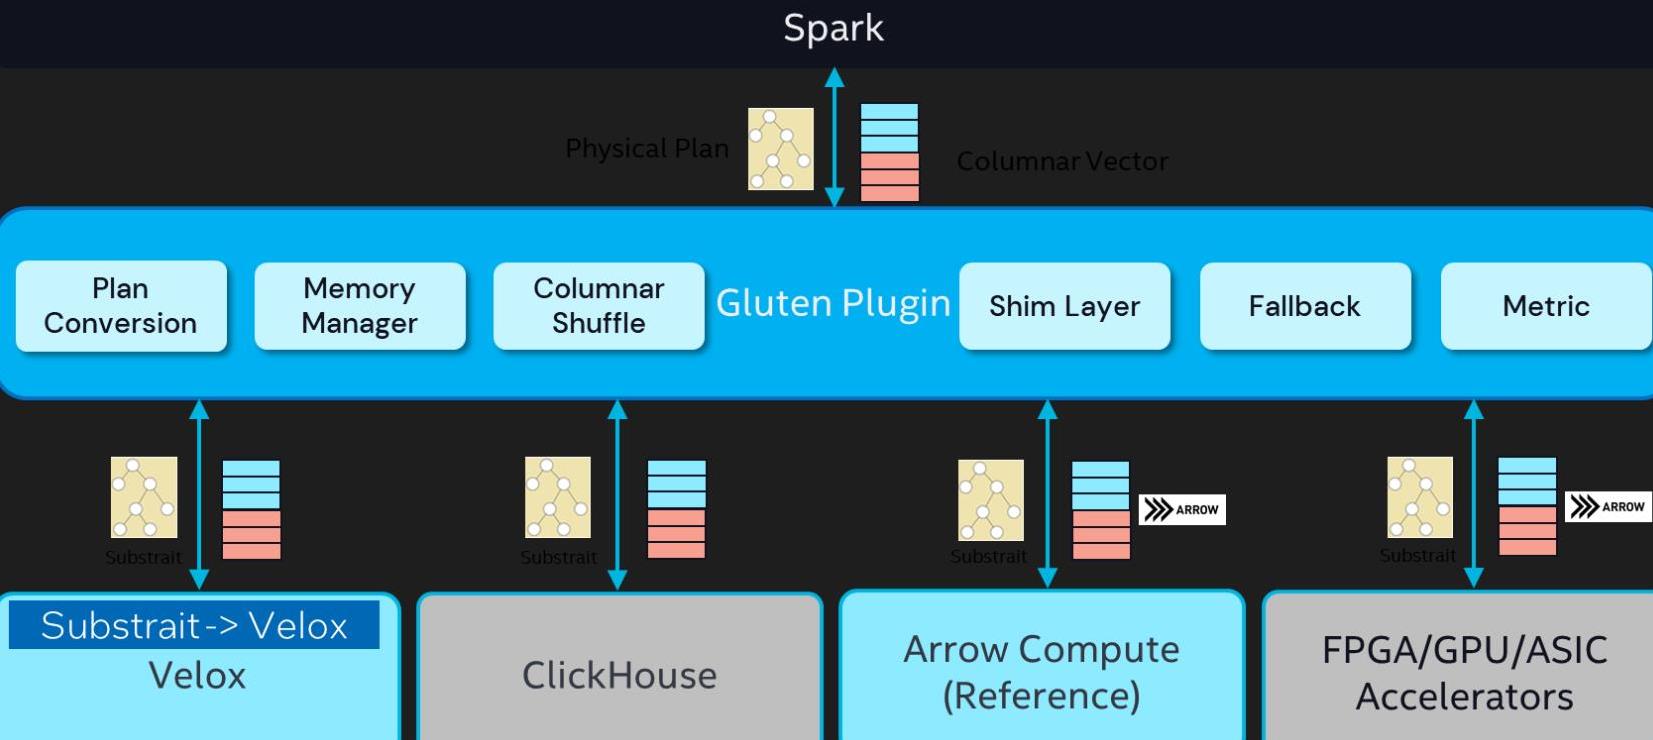 Spark
Physical Plan
Columnar Vector
Plan
Conversion
Memory
Manager
Columnar
Shuffle
Gluten Plugin
Shim Layer
Fallback
Metric
Substrait
Substrait
Substrait
ARROW
Substrait
ARROW
Substrait-> Velox
Velox
ClickHouse
Arrow Compute
(Reference)
FPGA/GPU/ASIC
Accelerators